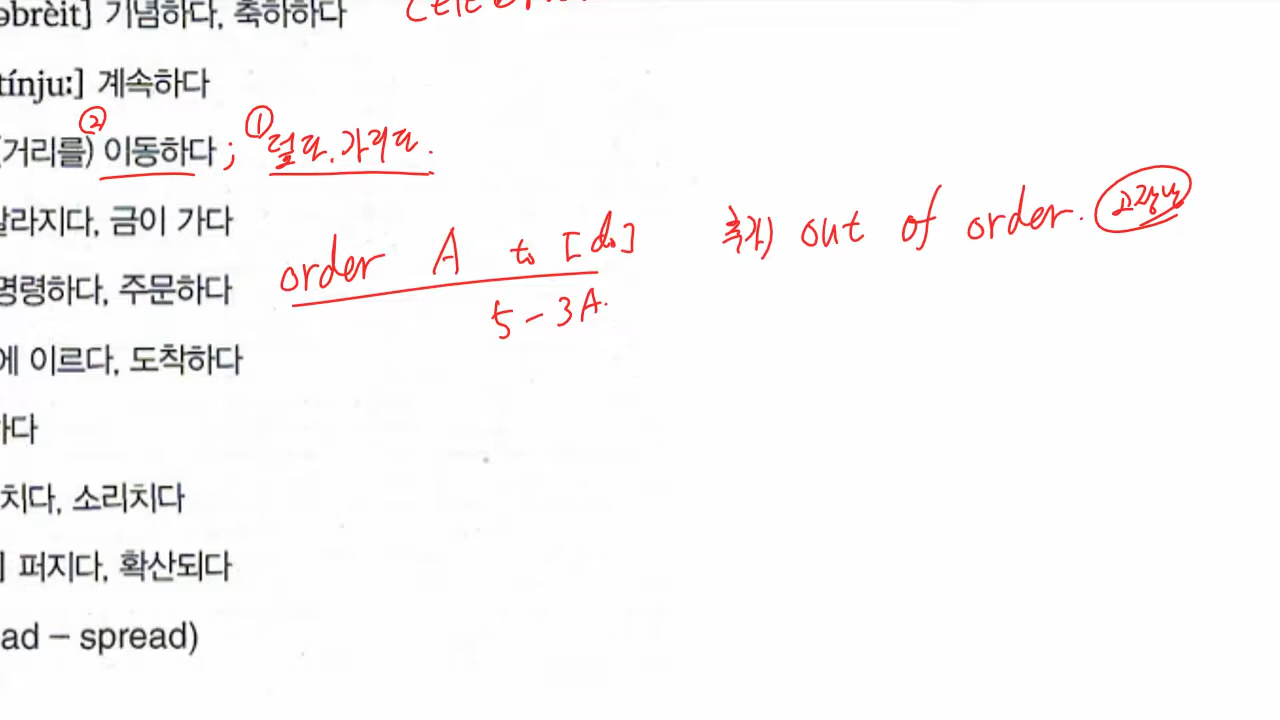 əbrèit] 기념하다, 축하하다
tínjuː] 계속하다
② ①
(거리를) 이동하다 ; 덮다. 가리다.
갈라지다, 금이 가다
order A to [do] 추가) out of order. 고장난
명령하다, 주문하다
5-3A.
에 이르다, 도착하다
하다
치다, 소리치다
] 퍼지다, 확산되다
ad – spread)